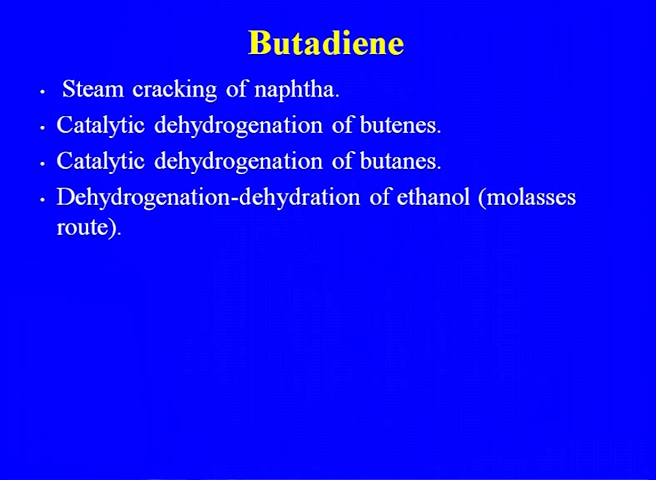 Butadiene
• Steam cracking of naphtha.
• Catalytic dehydrogenation of butenes.
• Catalytic dehydrogenation of butanes.
• Dehydrogenation-dehydration of ethanol (molasses
route).